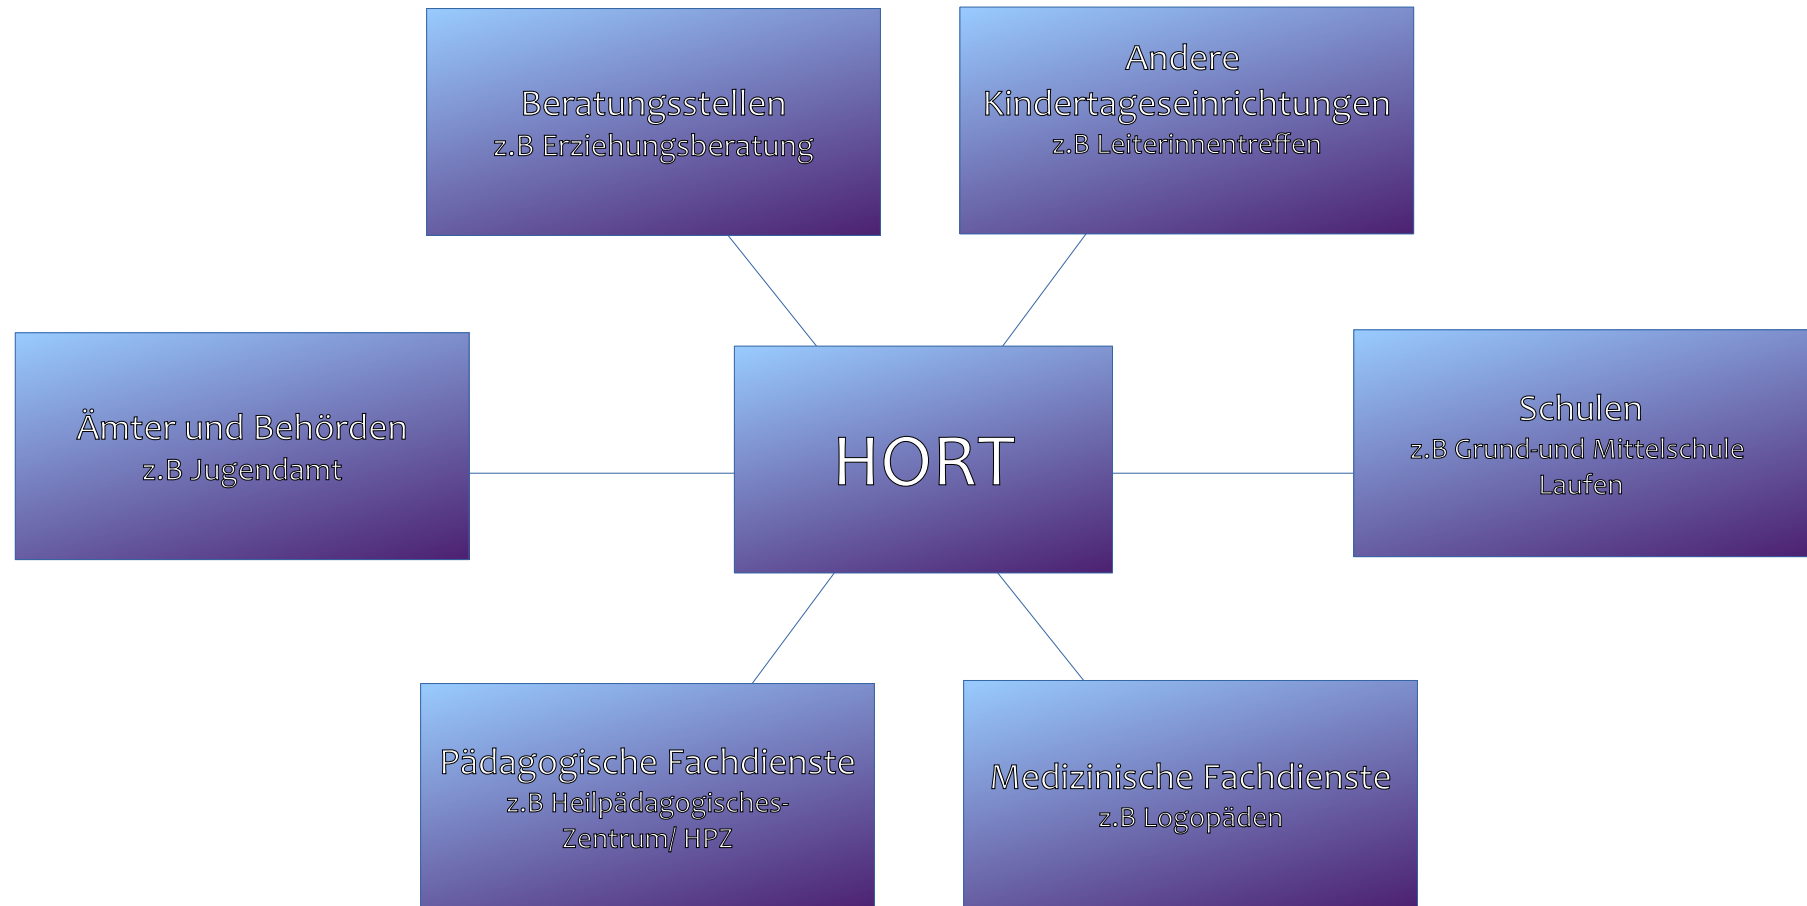 Beratungsstellen
z.B Erziehungsberatung
Andere
Kindertageseinrichtungen
z.B Leiterinnentreffen
Ämter und Behörden
z.B Jugendamt
HORT
Schulen
z.B Grund-und Mittelschule
Laufen
Pädagogische Fachdienste
z.B Heilpädagogisches-
Zentrum/ HPZ
Medizinische Fachdienste
z.B Logopäden